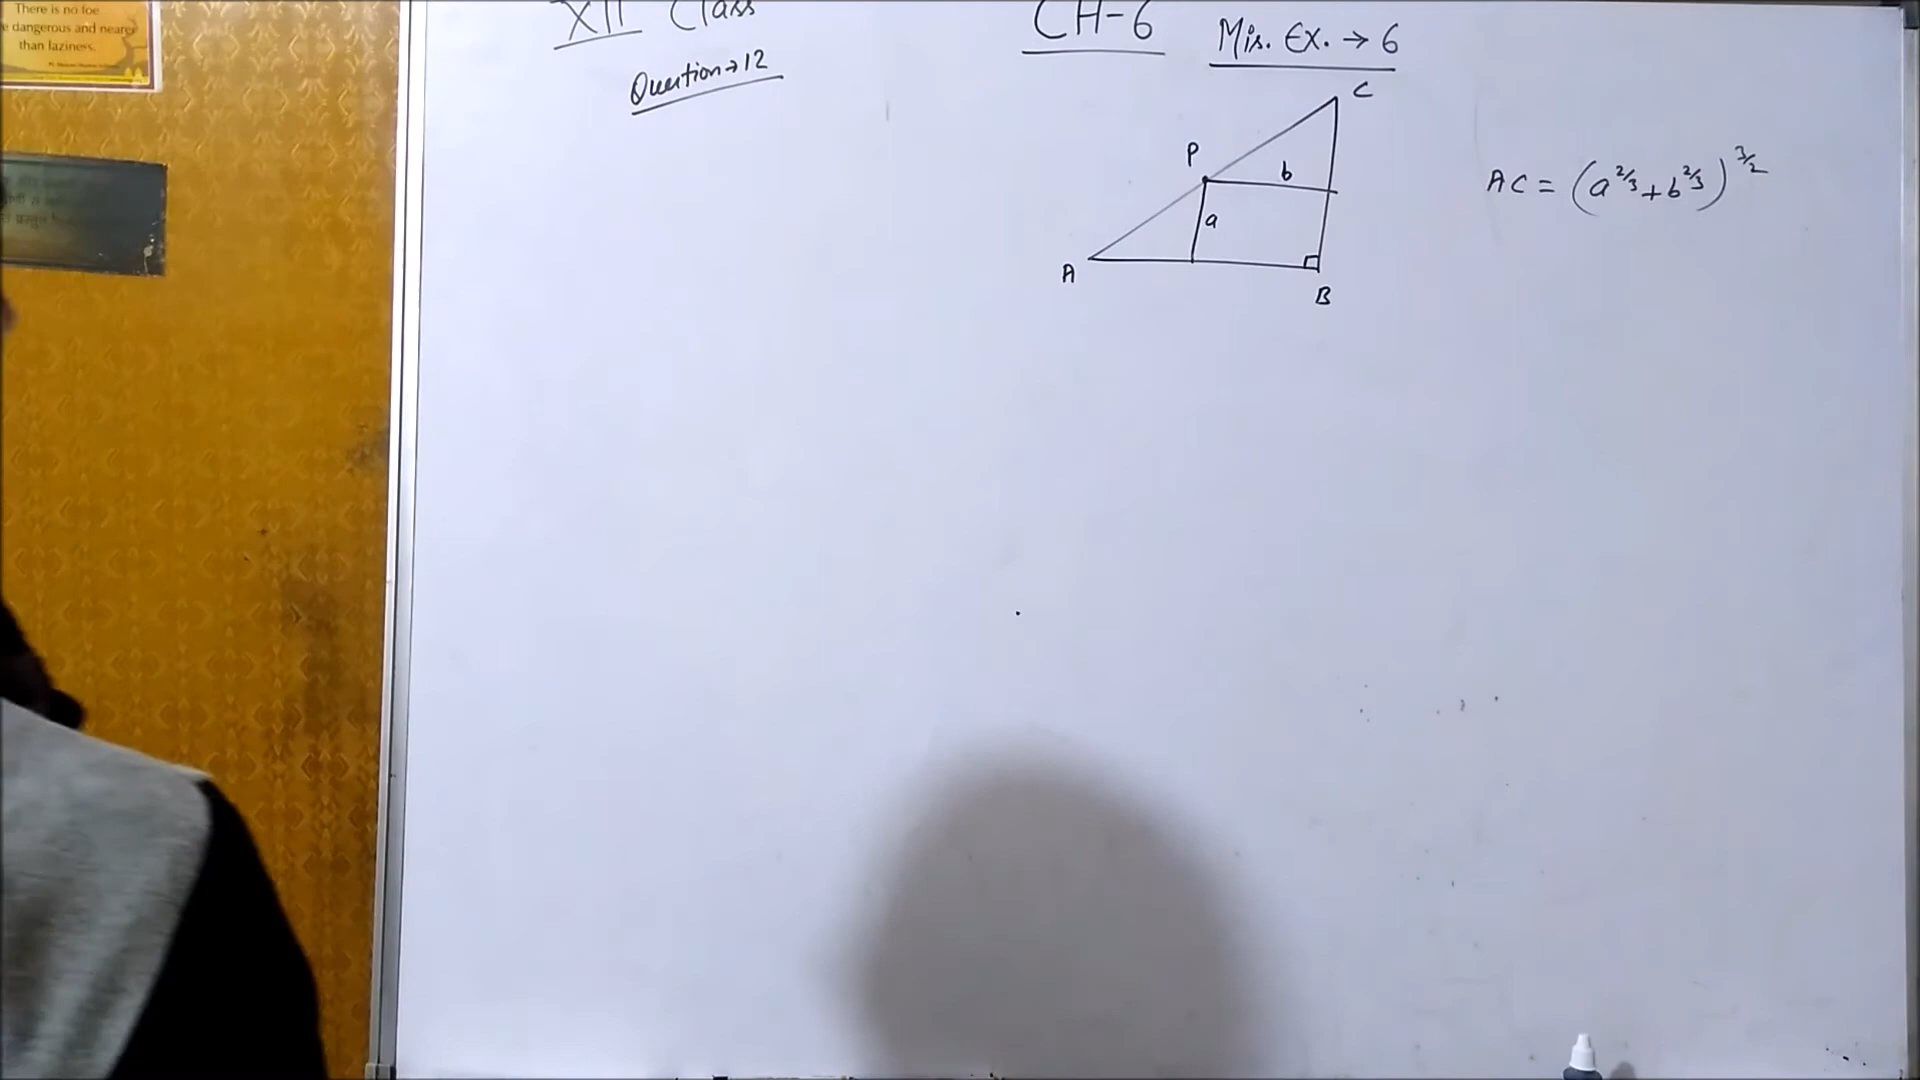 There is no foe
e dangerous and nearer
than laziness.
XII Class
CH-6
Mis. Ex. → 6
Question → 12
C
P
b
a
A
B
AC = (a^2/3 + b^2/3)^3/2